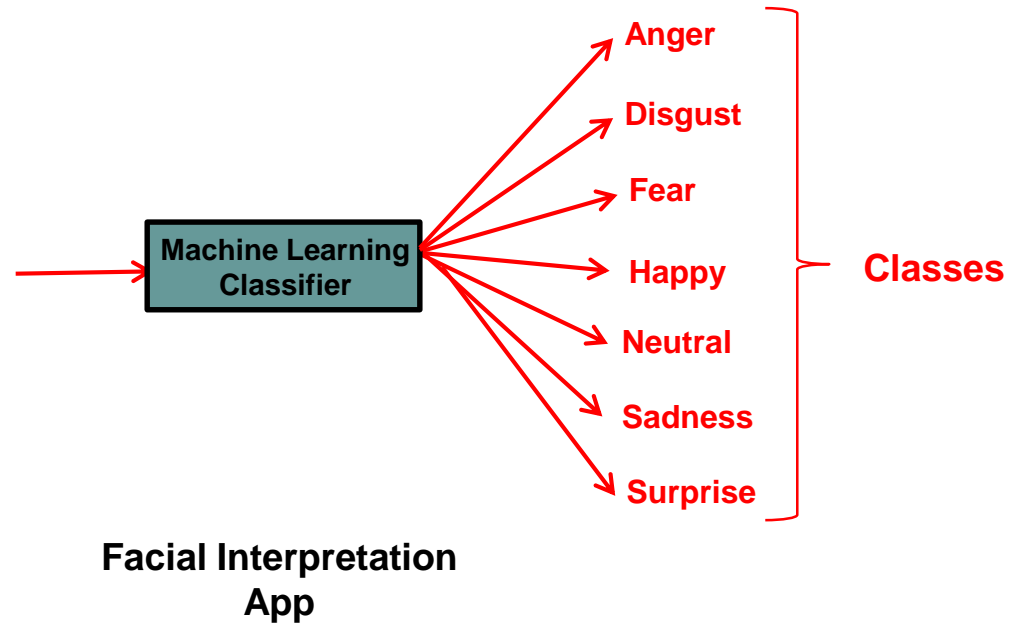 Anger
Disgust
Fear
Machine Learning
Classifier
Happy
Classes
Neutral
Sadness
Surprise
Facial Interpretation
App